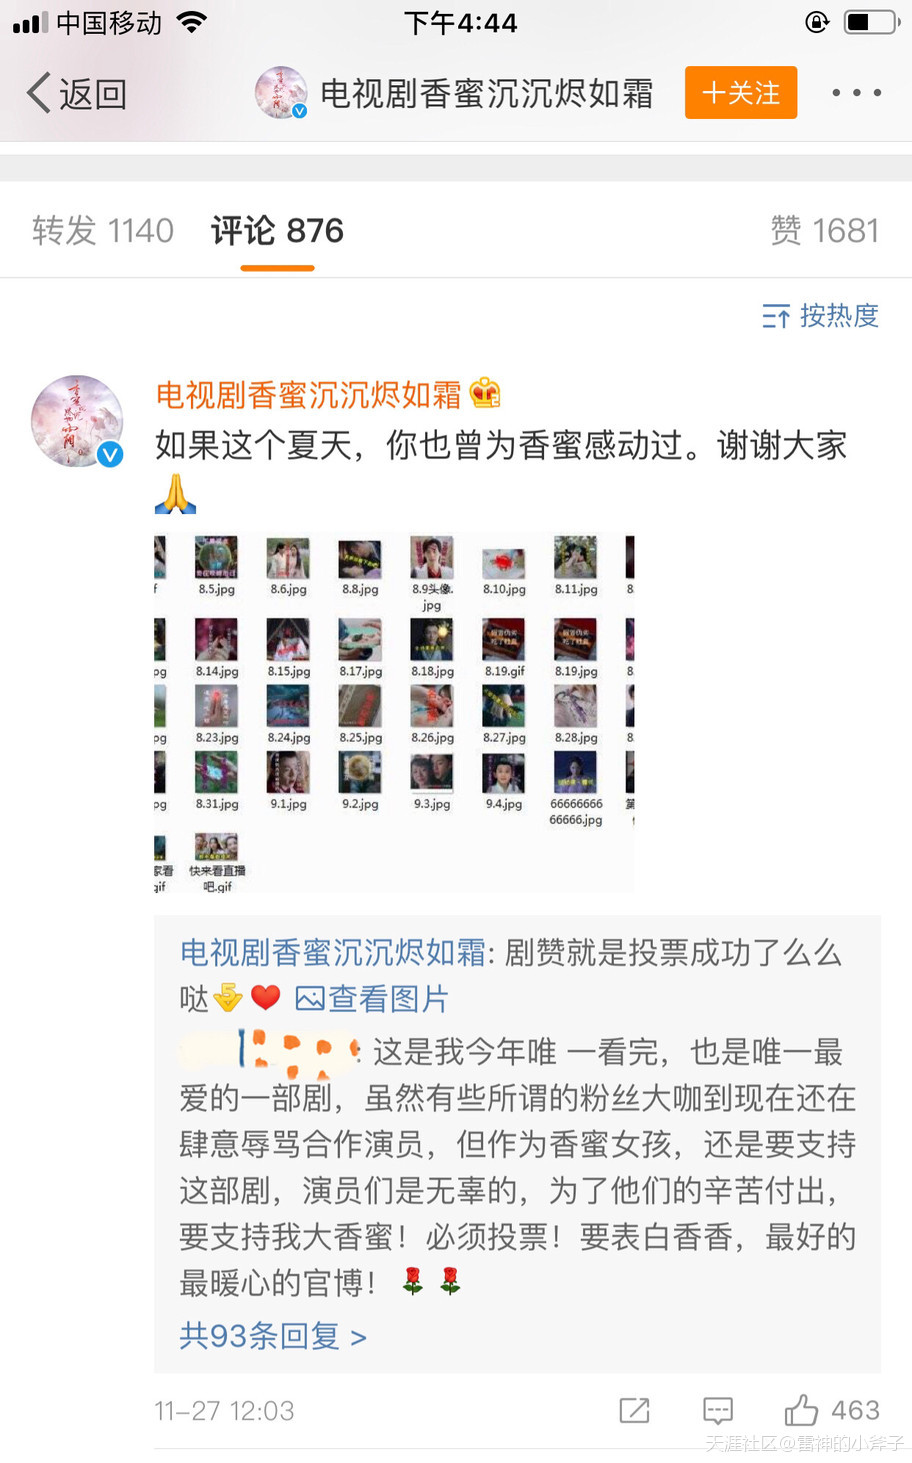 中国移动
下午4:44
返回
电视剧香蜜沉沉烬如霜
十关注
转发 1140 评论 876 赞 1681
按热度
电视剧香蜜沉沉烬如霜
如果这个夏天，你也曾为香蜜感动过。谢谢大家
f 8.5.jpg 8.6.jpg 8.8.jpg 8.9头像. 8.10.jpg 8.11.jpg 8.
jpg
pg 8.14.jpg 8.15.jpg 8.17.jpg 8.18.jpg 8.19.gif 8.19.jpg 8.
pg 8.23.jpg 8.24.jpg 8.25.jpg 8.26.jpg 8.27.jpg 8.28.jpg 8.
pg 8.31.jpg 9.1.jpg 9.2.jpg 9.3.jpg 9.4.jpg 66666666 第
66666.jpg
家看 快来看直播
gif 吧.gif
电视剧香蜜沉沉烬如霜: 剧赞就是投票成功了么么
哒 查看图片
: 这是我今年唯 一看完，也是唯一最
爱的一部剧，虽然有些所谓的粉丝大咖到现在还在
肆意辱骂合作演员，但作为香蜜女孩，还是要支持
这部剧，演员们是无辜的，为了他们的辛苦付出，
要支持我大香蜜！必须投票！要表白香香，最好的
最暖心的官博！
共93条回复 >
11-27 12:03
463
天涯社区@雷神的小斧子